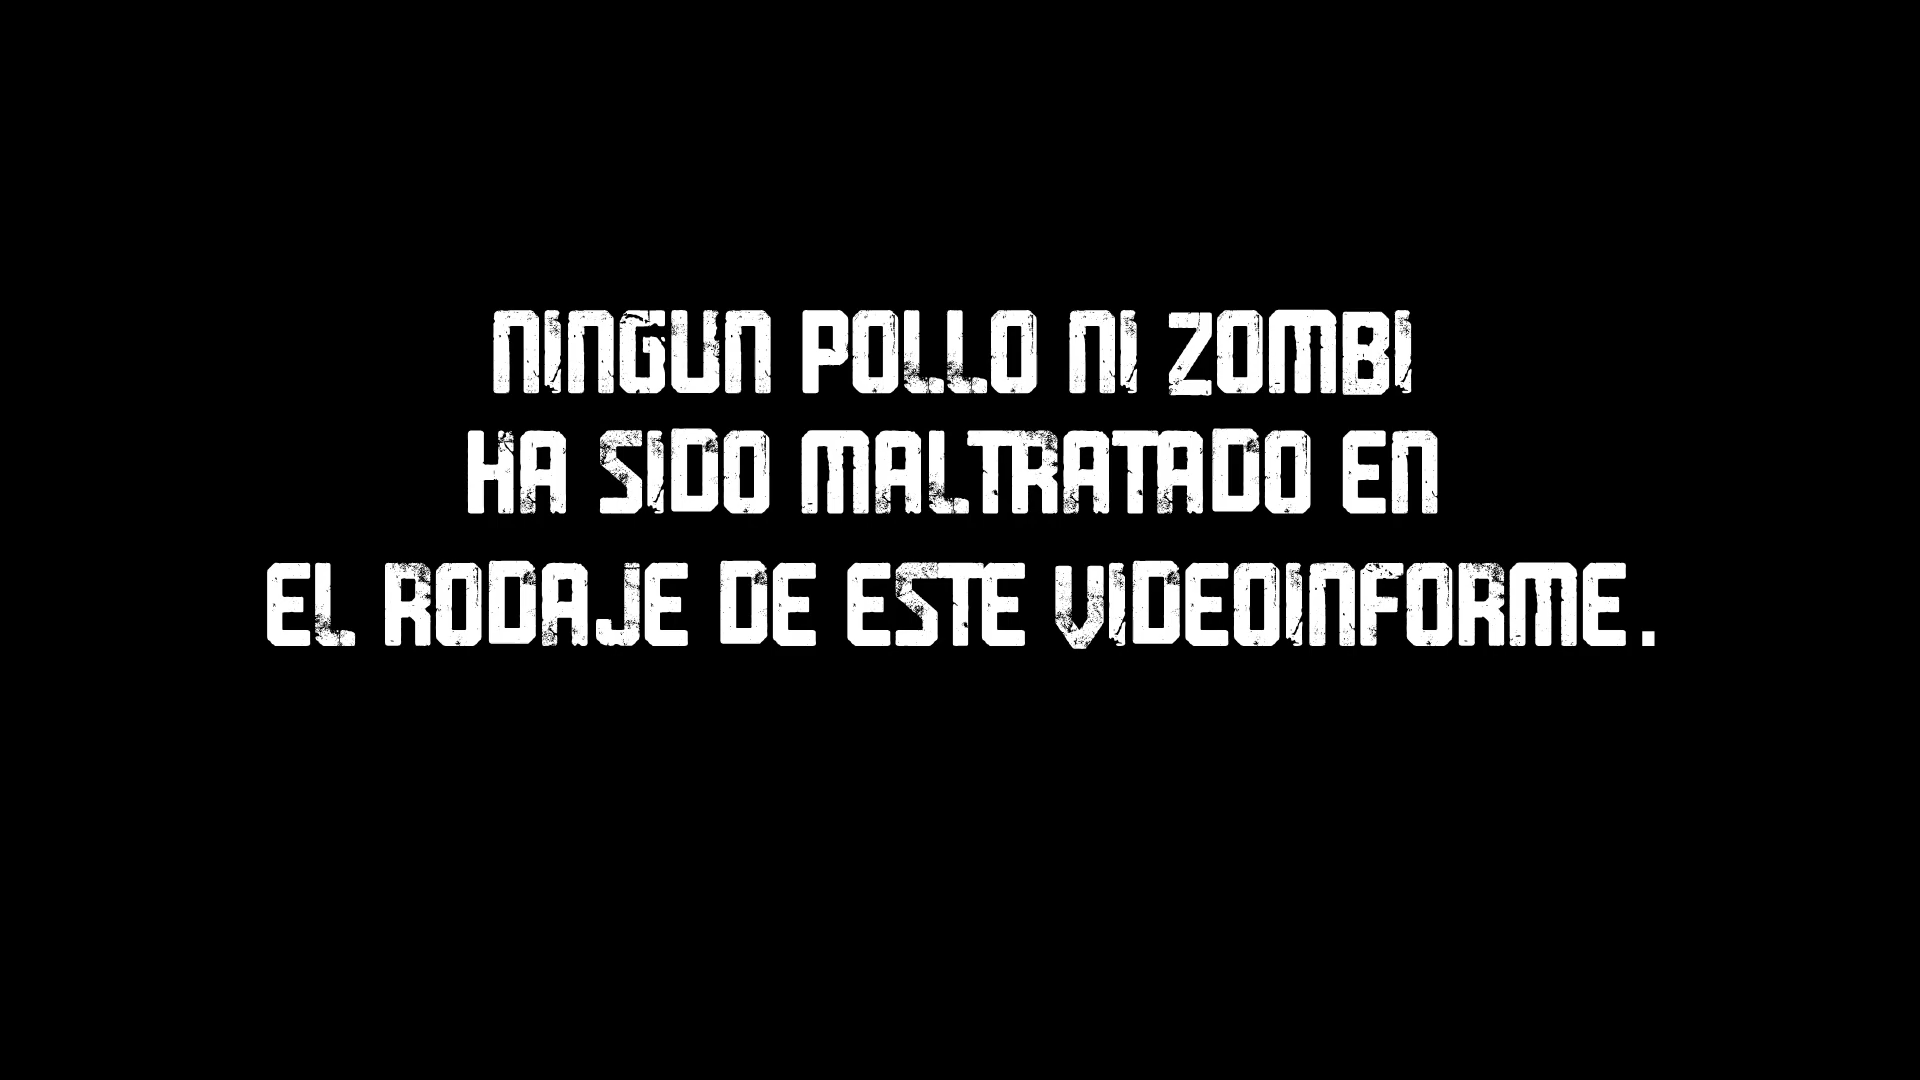 NINGUN POLLO NI ZOMBI
HA SIDO MALTRATADO EN
EL RODAJE DE ESTE VIDEOINFORME.